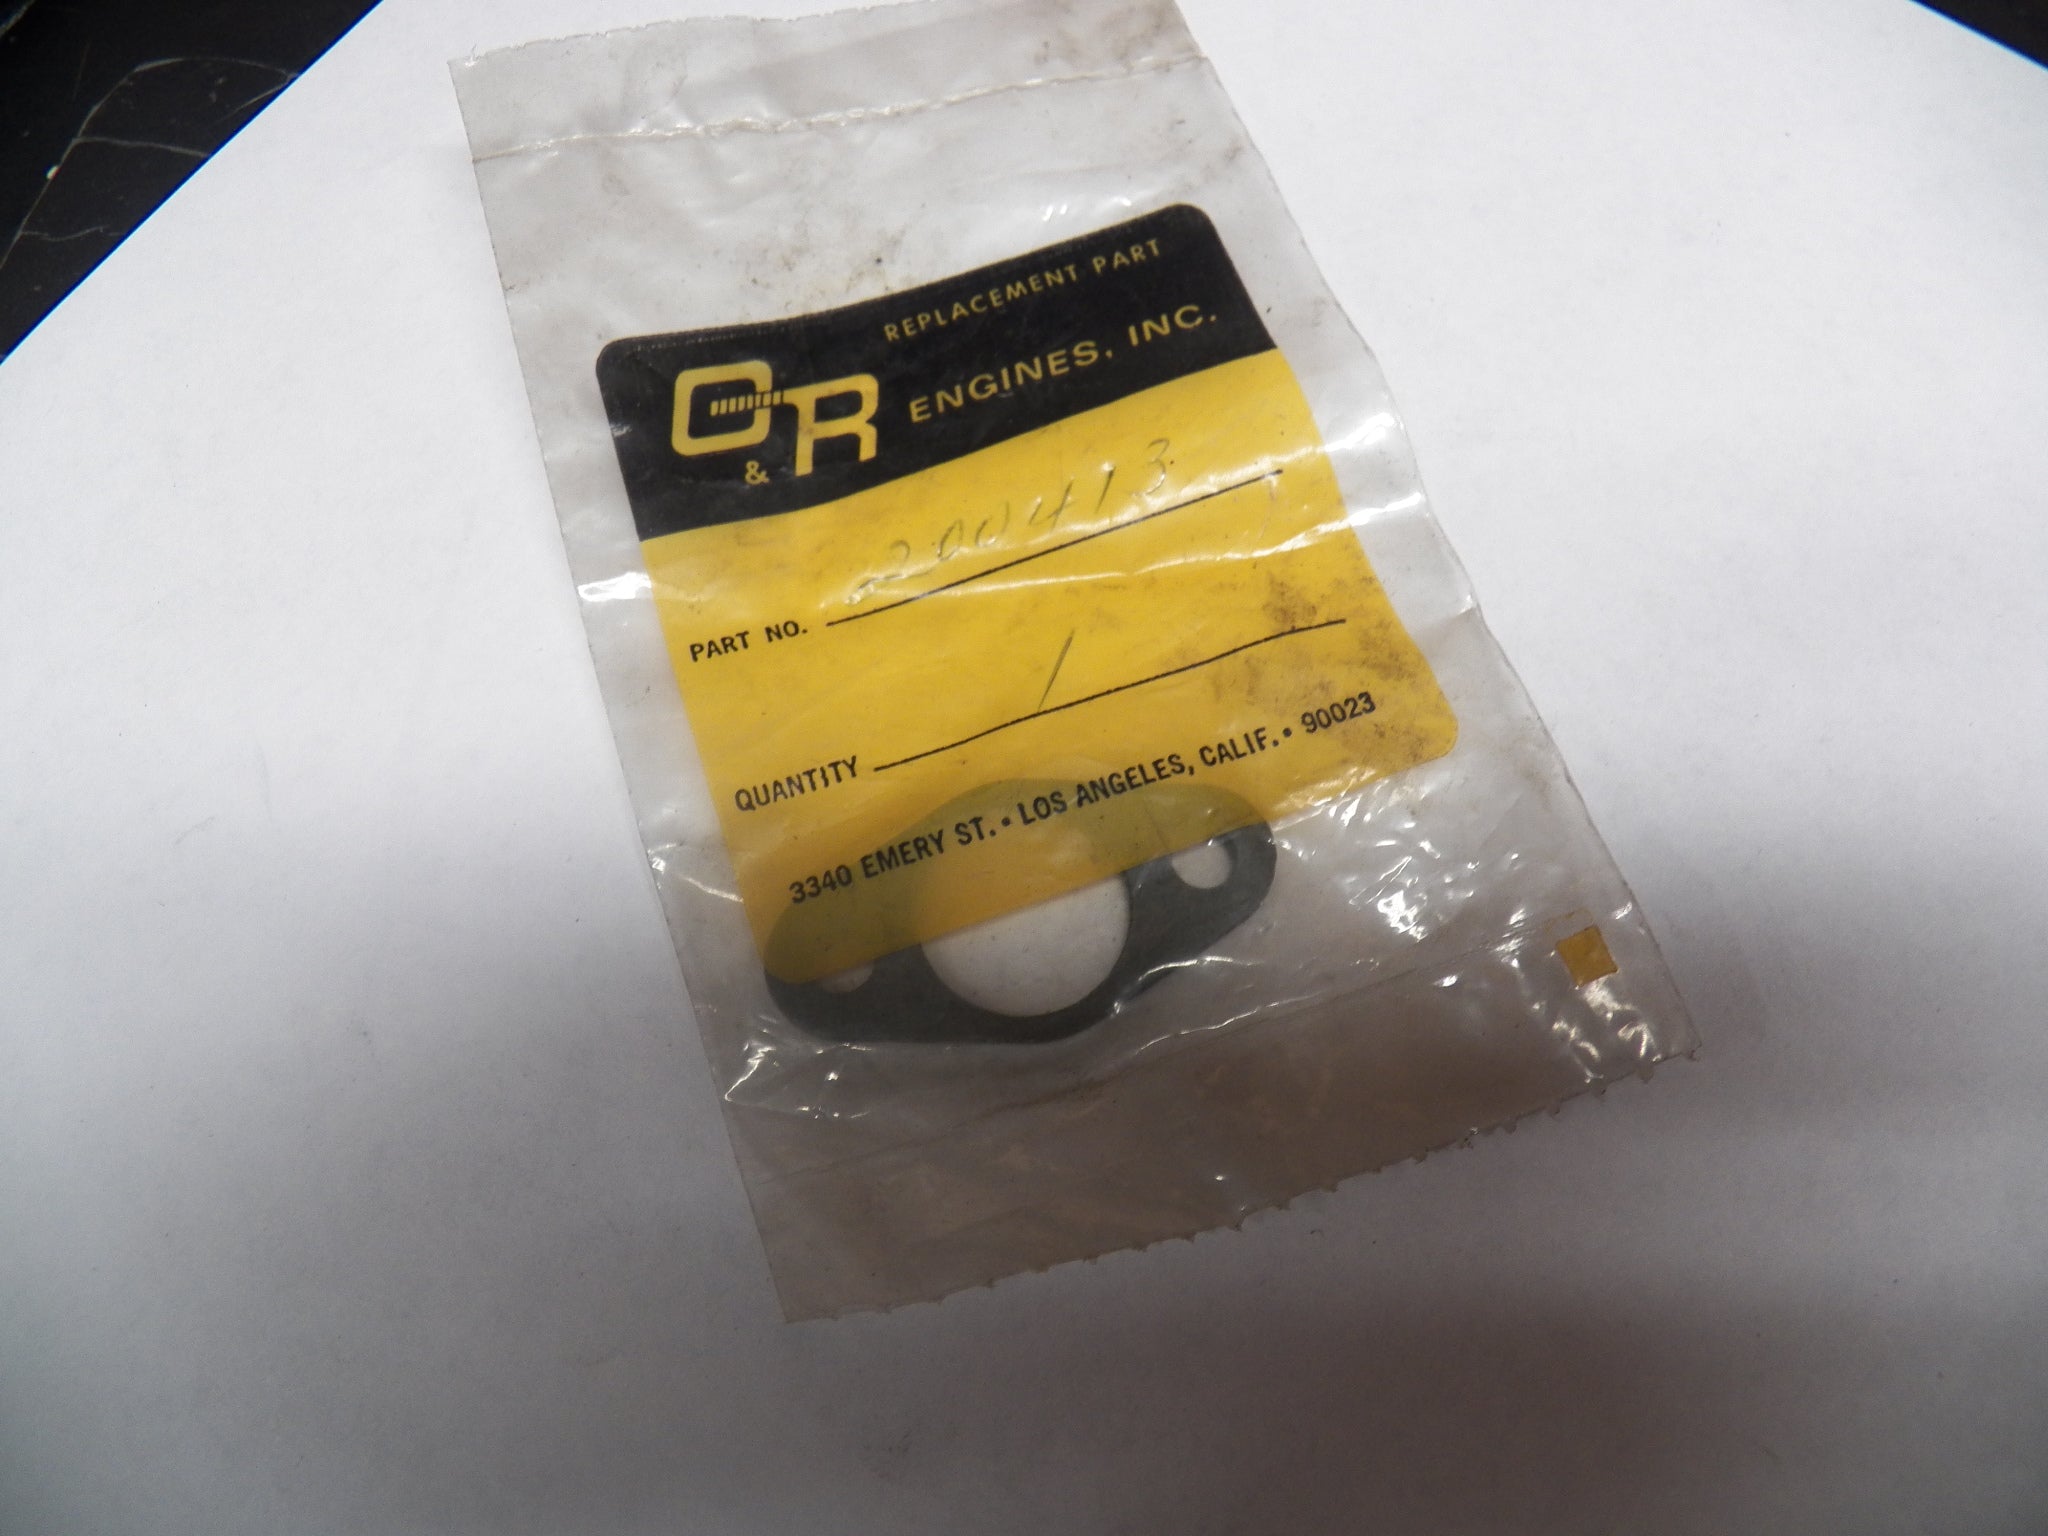 REPLACEMENT PART
O&R ENGINES, INC.
PART NO. 200413
QUANTITY 1
3340 EMERY ST. • LOS ANGELES, CALIF. • 90023